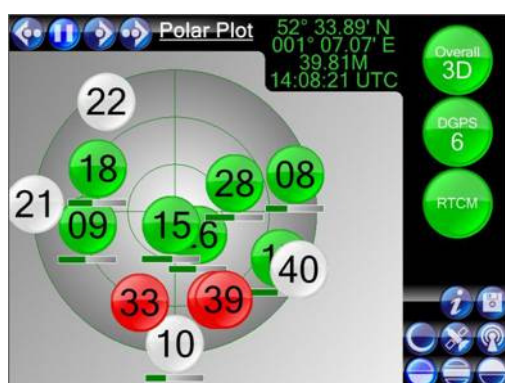 Polar Plot
52° 33.89' N
001° 07.07' E
39.81M
14:08:21 UTC
Overall
3D
DGPS
6
RTCM
22
18
28
08
21
09
15
40
33
39
10